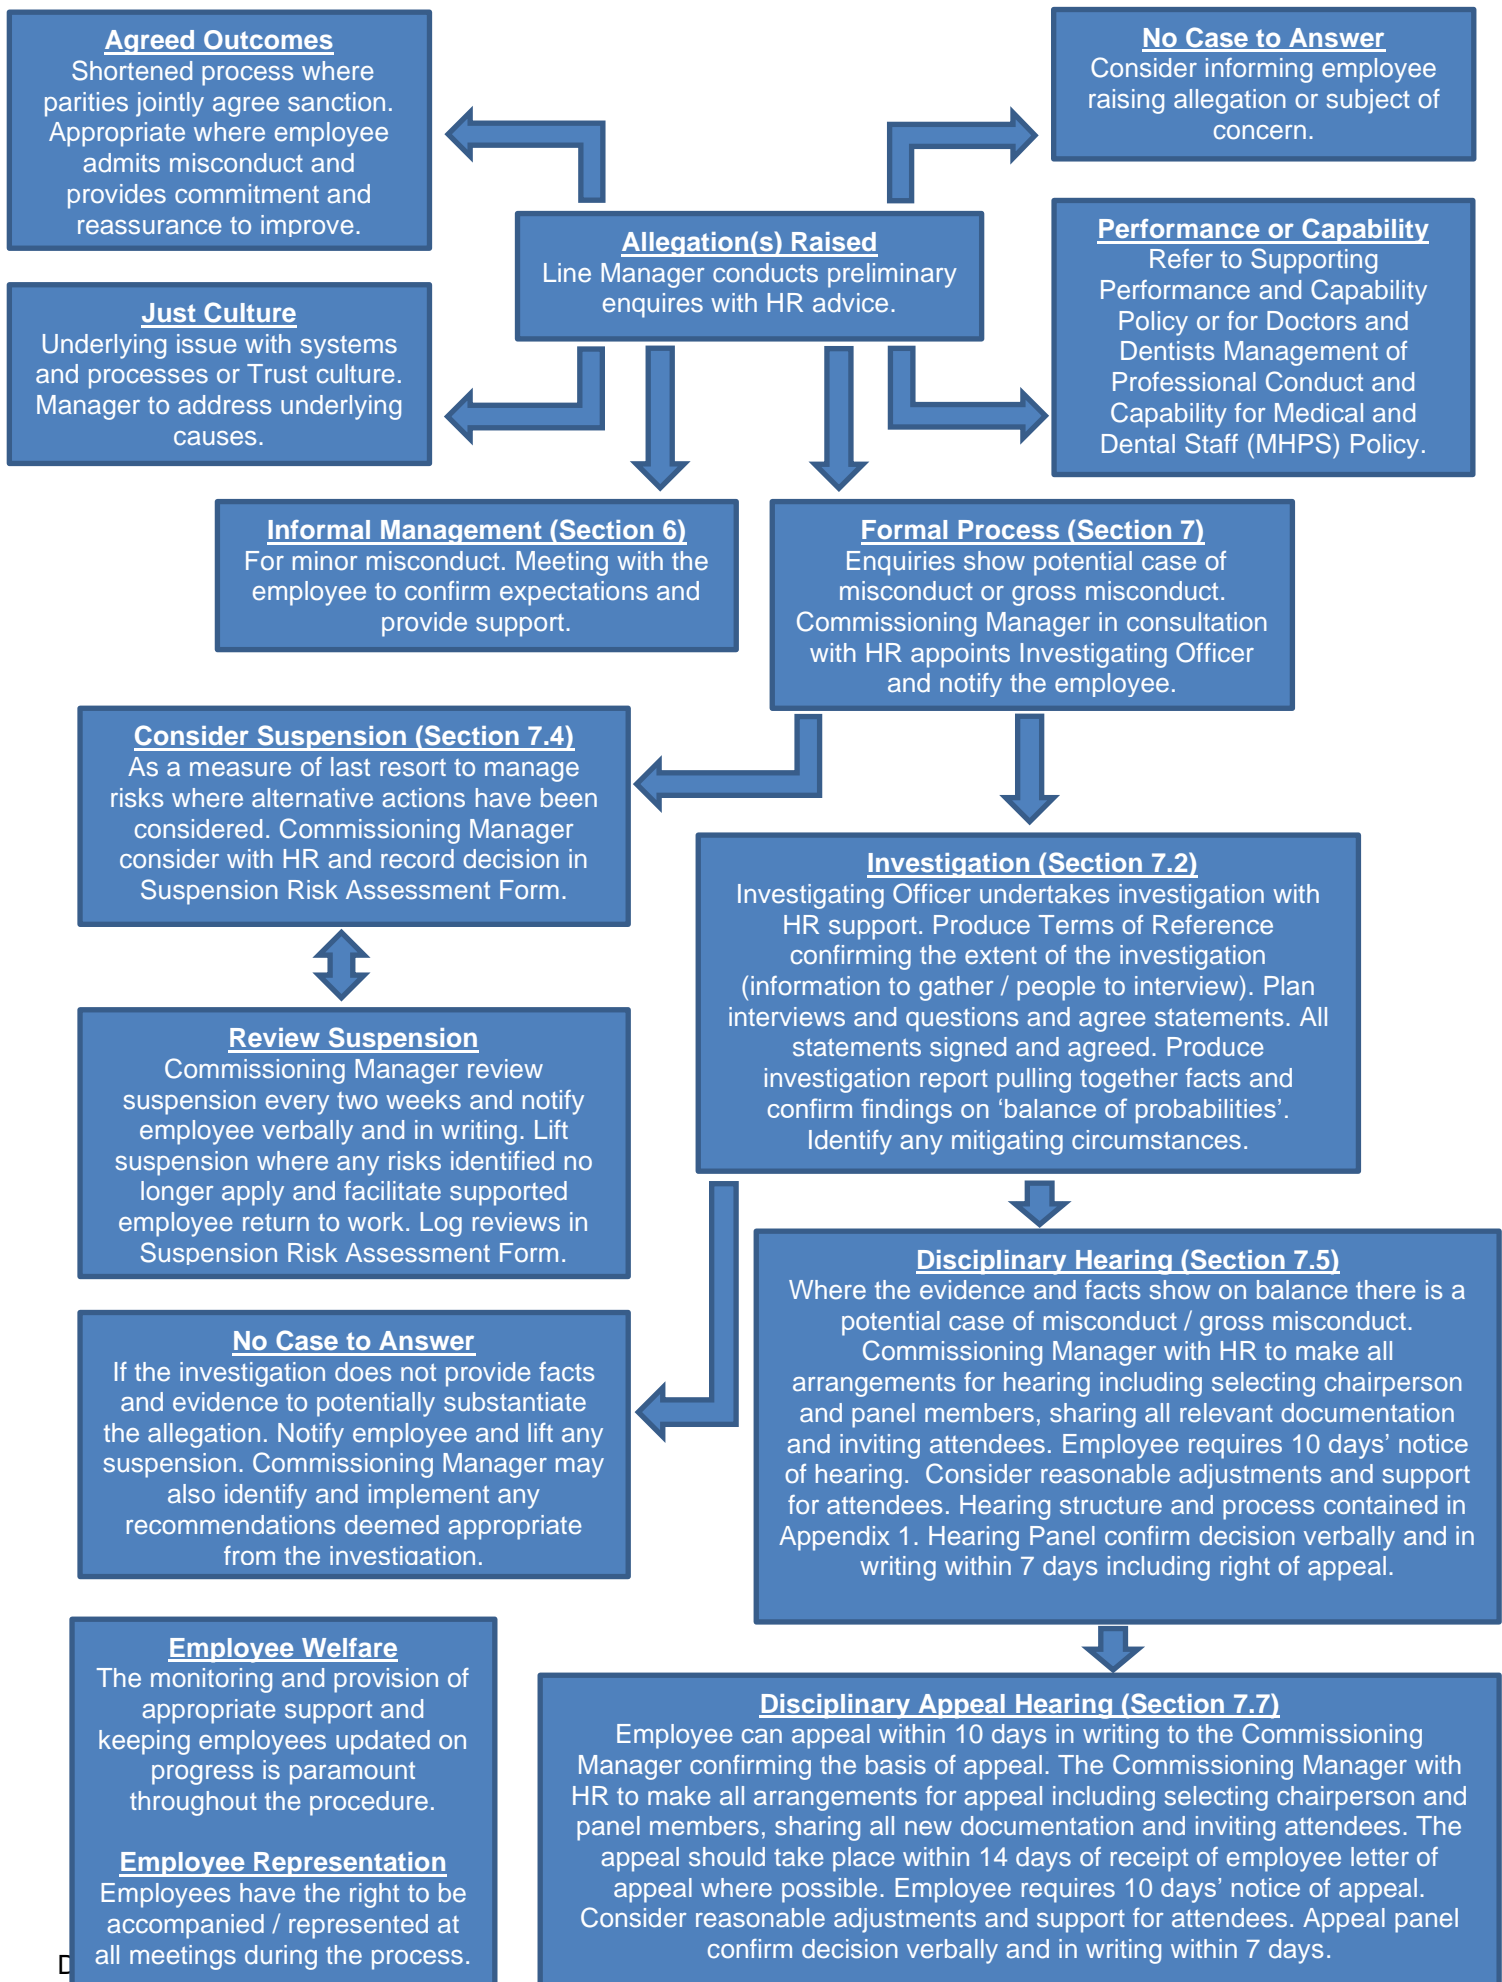 Agreed Outcomes
Shortened process where
parities jointly agree sanction.
Appropriate where employee
admits misconduct and
provides commitment and
reassurance to improve.
No Case to Answer
Consider informing employee
raising allegation or subject of
concern.
Allegation(s) Raised
Line Manager conducts preliminary
enquires with HR advice.
Performance or Capability
Refer to Supporting
Performance and Capability
Policy or for Doctors and
Dentists Management of
Professional Conduct and
Capability for Medical and
Dental Staff (MHPS) Policy.
Just Culture
Underlying issue with systems
and processes or Trust culture.
Manager to address underlying
causes.
Informal Management (Section 6)
For minor misconduct. Meeting with the
employee to confirm expectations and
provide support.
Formal Process (Section 7)
Enquiries show potential case of
misconduct or gross misconduct.
Commissioning Manager in consultation
with HR appoints Investigating Officer
and notify the employee.
Consider Suspension (Section 7.4)
As a measure of last resort to manage
risks where alternative actions have been
considered. Commissioning Manager
consider with HR and record decision in
Suspension Risk Assessment Form.
Investigation (Section 7.2)
Investigating Officer undertakes investigation with
HR support. Produce Terms of Reference
confirming the extent of the investigation
(information to gather / people to interview). Plan
interviews and questions and agree statements. All
statements signed and agreed. Produce
investigation report pulling together facts and
confirm findings on ‘balance of probabilities’.
Identify any mitigating circumstances.
Review Suspension
Commissioning Manager review
suspension every two weeks and notify
employee verbally and in writing. Lift
suspension where any risks identified no
longer apply and facilitate supported
employee return to work. Log reviews in
Suspension Risk Assessment Form.
Disciplinary Hearing (Section 7.5)
Where the evidence and facts show on balance there is a
potential case of misconduct / gross misconduct.
Commissioning Manager with HR to make all
arrangements for hearing including selecting chairperson
and panel members, sharing all relevant documentation
and inviting attendees. Employee requires 10 days’ notice
of hearing.  Consider reasonable adjustments and support
for attendees. Hearing structure and process contained in
Appendix 1. Hearing Panel confirm decision verbally and in
writing within 7 days including right of appeal.
No Case to Answer
If the investigation does not provide facts
and evidence to potentially substantiate
the allegation. Notify employee and lift any
suspension. Commissioning Manager may
also identify and implement any
recommendations deemed appropriate
from the investigation.
Employee Welfare
The monitoring and provision of
appropriate support and
keeping employees updated on
progress is paramount
throughout the procedure.
Employee Representation
Employees have the right to be
accompanied / represented at
all meetings during the process.
Disciplinary Appeal Hearing (Section 7.7)
Employee can appeal within 10 days in writing to the Commissioning
Manager confirming the basis of appeal. The Commissioning Manager with
HR to make all arrangements for appeal including selecting chairperson and
panel members, sharing all new documentation and inviting attendees. The
appeal should take place within 14 days of receipt of employee letter of
appeal where possible. Employee requires 10 days’ notice of appeal.
Consider reasonable adjustments and support for attendees. Appeal panel
confirm decision verbally and in writing within 7 days.